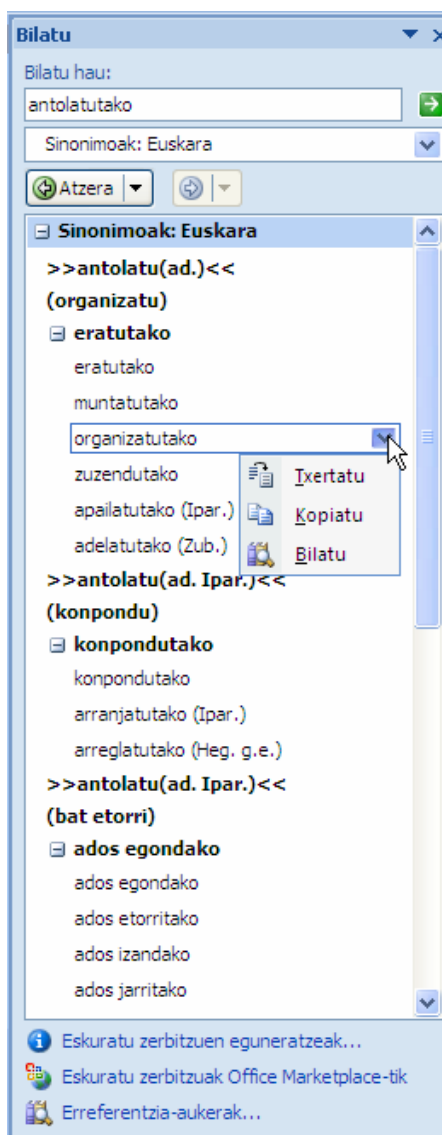 Bilatu
Bilatu hau:
antolatutako
Sinonimoak: Euskara
Atzera
Sinonimoak: Euskara
>>antolatu(ad.)<<
(organizatu)
eratutako
eratutako
muntatutako
organizatutako
zuzendutako
Txertatu
apailatutako (Ipar.)
Kopiatu
adelatutako (Zub.)
Bilatu
>>antolatu(ad. Ipar.)<<
(konpondu)
konpondutako
konpondutako
arranjatutako (Ipar.)
arreglatutako (Heg. g.e.)
>>antolatu(ad. Ipar.)<<
(bat etorri)
ados egondako
ados egondako
ados etorritako
ados izandako
ados jarritako
Eskuratu zerbitzuen eguneratzeak...
Eskuratu zerbitzuak Office Marketplace-tik
Erreferentzia-aukerak...